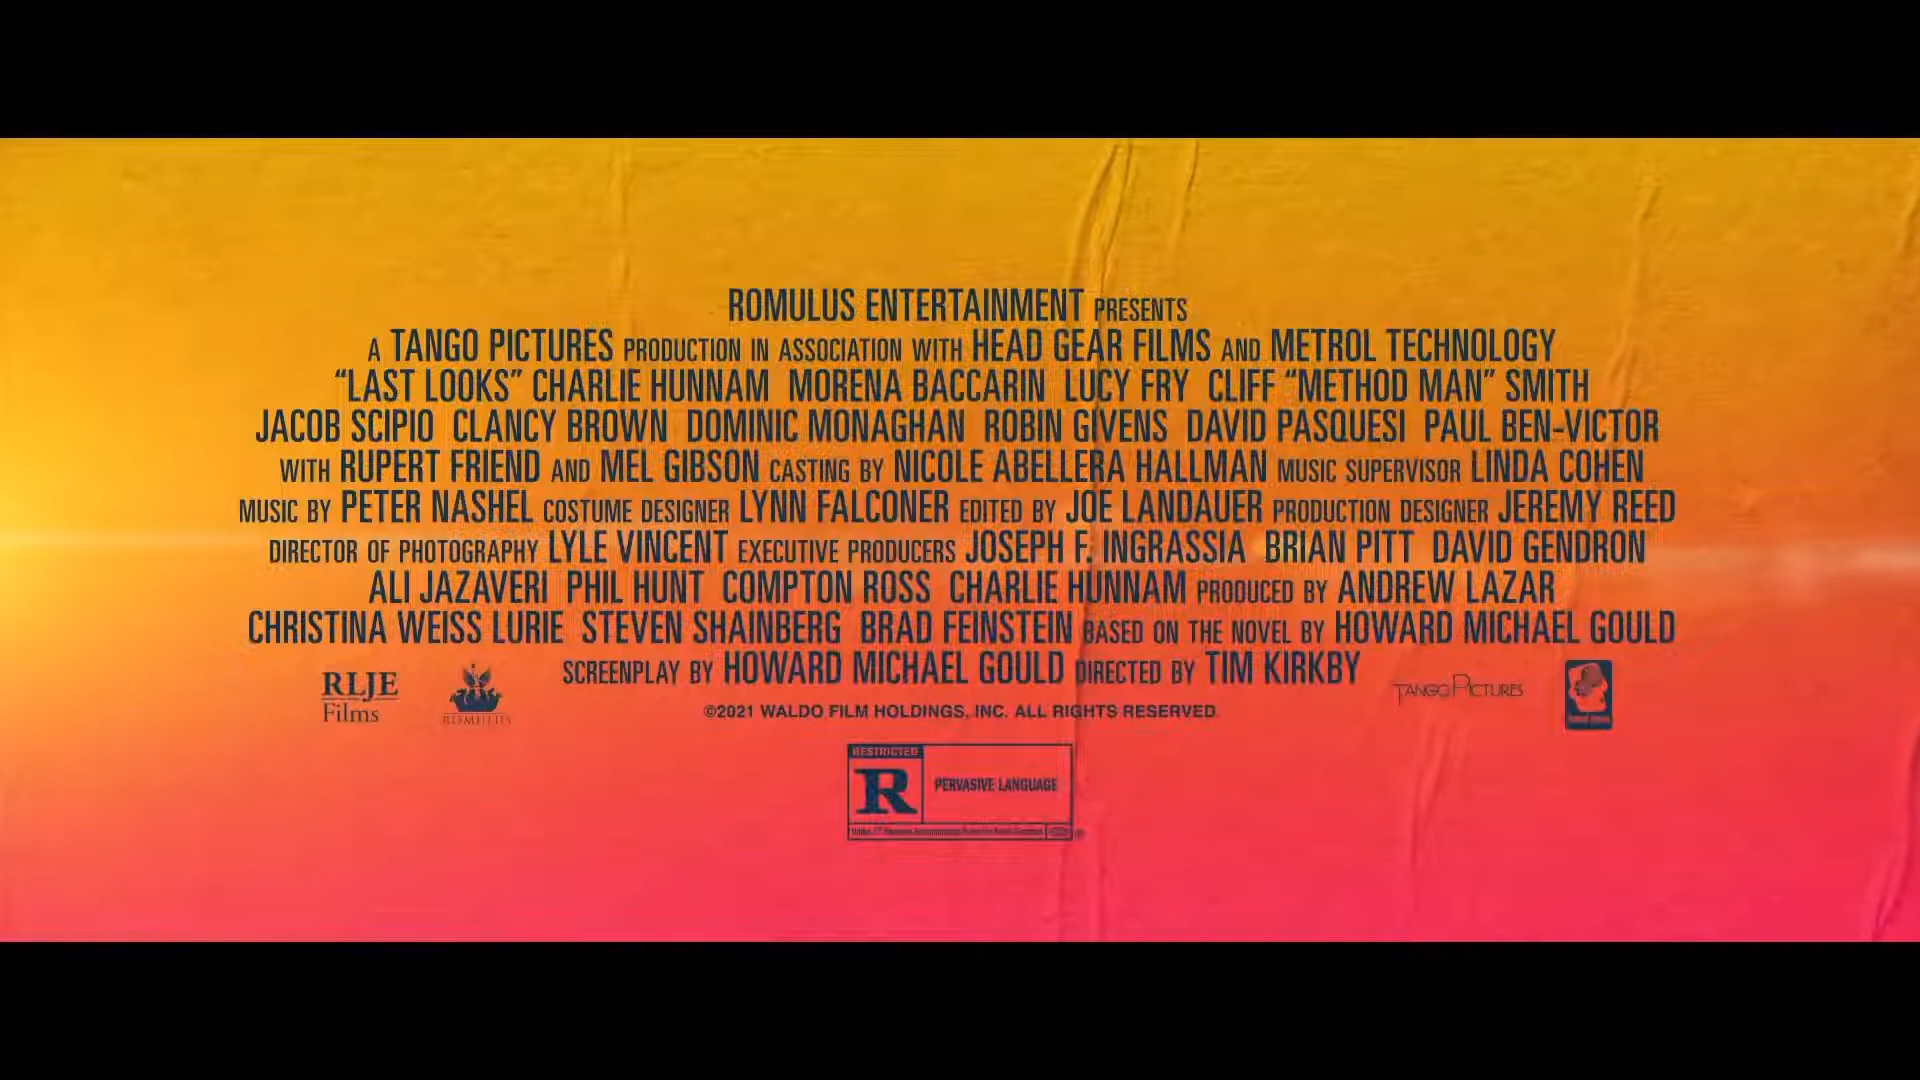 ROMULUS ENTERTAINMENT PRESENTS
A TANGO PICTURES PRODUCTION IN ASSOCIATION WITH HEAD GEAR FILMS AND METROL TECHNOLOGY
“LAST LOOKS” CHARLIE HUNNAM MORENA BACCARIN LUCY FRY CLIFF “METHOD MAN” SMITH
JACOB SCIPIO CLANCY BROWN DOMINIC MONAGHAN ROBIN GIVENS DAVID PASQUESI PAUL BEN-VICTOR
WITH RUPERT FRIEND AND MEL GIBSON CASTING BY NICOLE ABELLERA HALLMAN MUSIC SUPERVISOR LINDA COHEN
MUSIC BY PETER NASHEL COSTUME DESIGNER LYNN FALCONER EDITED BY JOE LANDAUER PRODUCTION DESIGNER JEREMY REED
DIRECTOR OF PHOTOGRAPHY LYLE VINCENT EXECUTIVE PRODUCERS JOSEPH F. INGRASSIA BRIAN PITT DAVID GENDRON
ALI JAZAVERI PHIL HUNT COMPTON ROSS CHARLIE HUNNAM PRODUCED BY ANDREW LAZAR
CHRISTINA WEISS LURIE STEVEN SHAINBERG BRAD FEINSTEIN BASED ON THE NOVEL BY HOWARD MICHAEL GOULD
SCREENPLAY BY HOWARD MICHAEL GOULD DIRECTED BY TIM KIRKBY
RLJE
Films
ROMULUS
TANGO PICTURES
©2021 WALDO FILM HOLDINGS, INC. ALL RIGHTS RESERVED.
RESTRICTED
R
PERVASIVE LANGUAGE